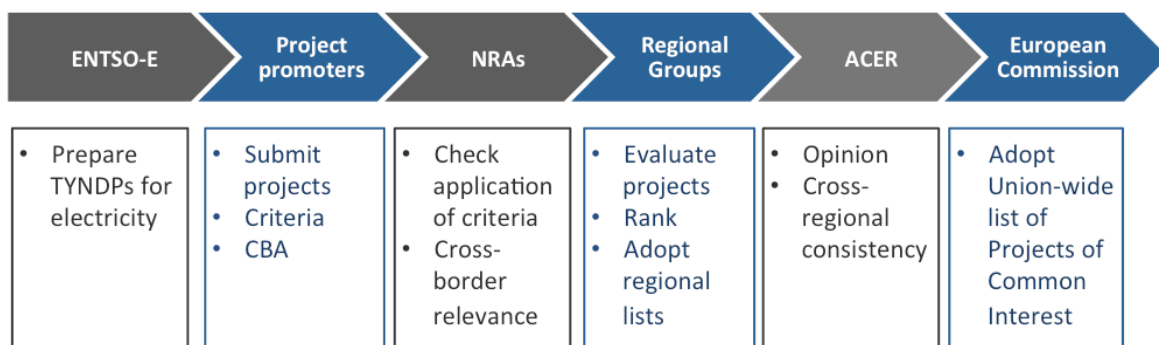 ENTSO-E
Project
promoters
NRAs
Regional
Groups
ACER
European
Commission
• Prepare
TYNDPs for
electricity
• Submit
projects
• Criteria
• CBA
• Check
application
of criteria
• Cross-
border
relevance
• Evaluate
projects
• Rank
• Adopt
regional
lists
• Opinion
• Cross-
regional
consistency
• Adopt
Union-wide
list of
Projects of
Common
Interest